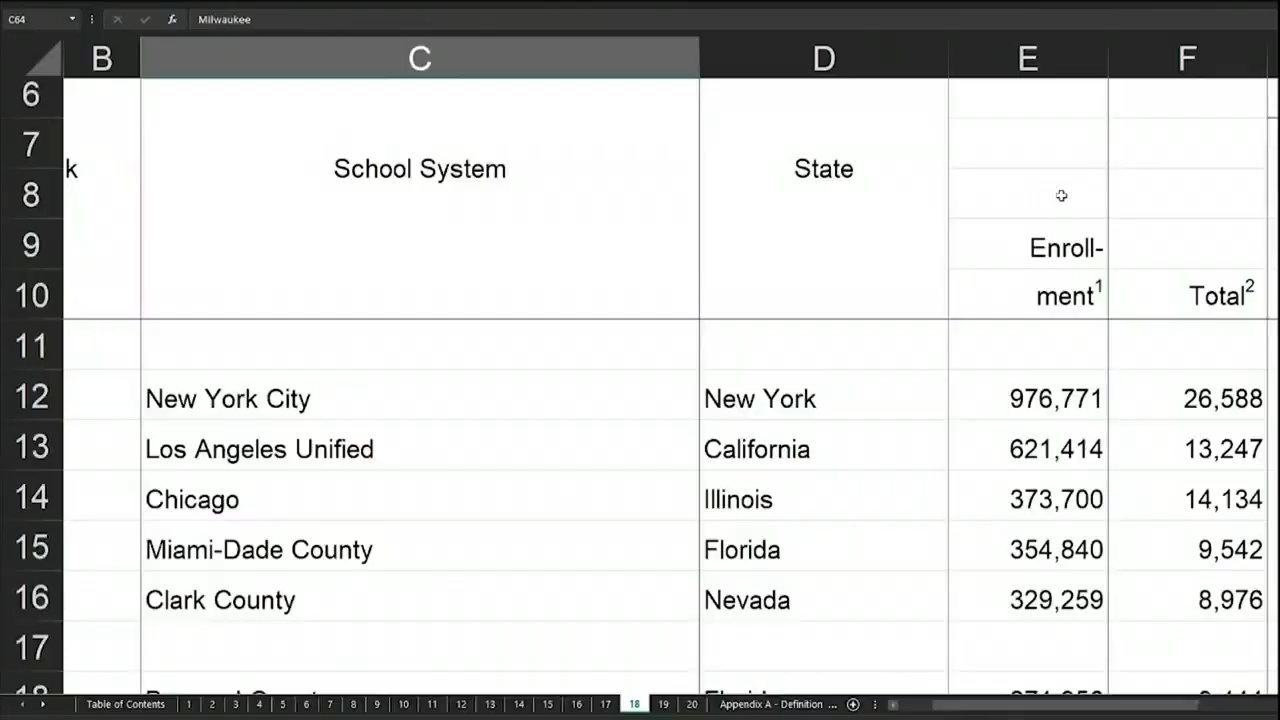 C64 fx Milwaukee
B C D E F
6
7
k School System State
8
9 Enroll-
10 ment1 Total2
11
12 New York City New York 976,771 26,588
13 Los Angeles Unified California 621,414 13,247
14 Chicago Illinois 373,700 14,134
15 Miami-Dade County Florida 354,840 9,542
16 Clark County Nevada 329,259 8,976
17
Table of Contents 1 2 3 4 5 6 7 8 9 10 11 12 13 14 15 16 17 18 19 20 Appendix A - Definition ...